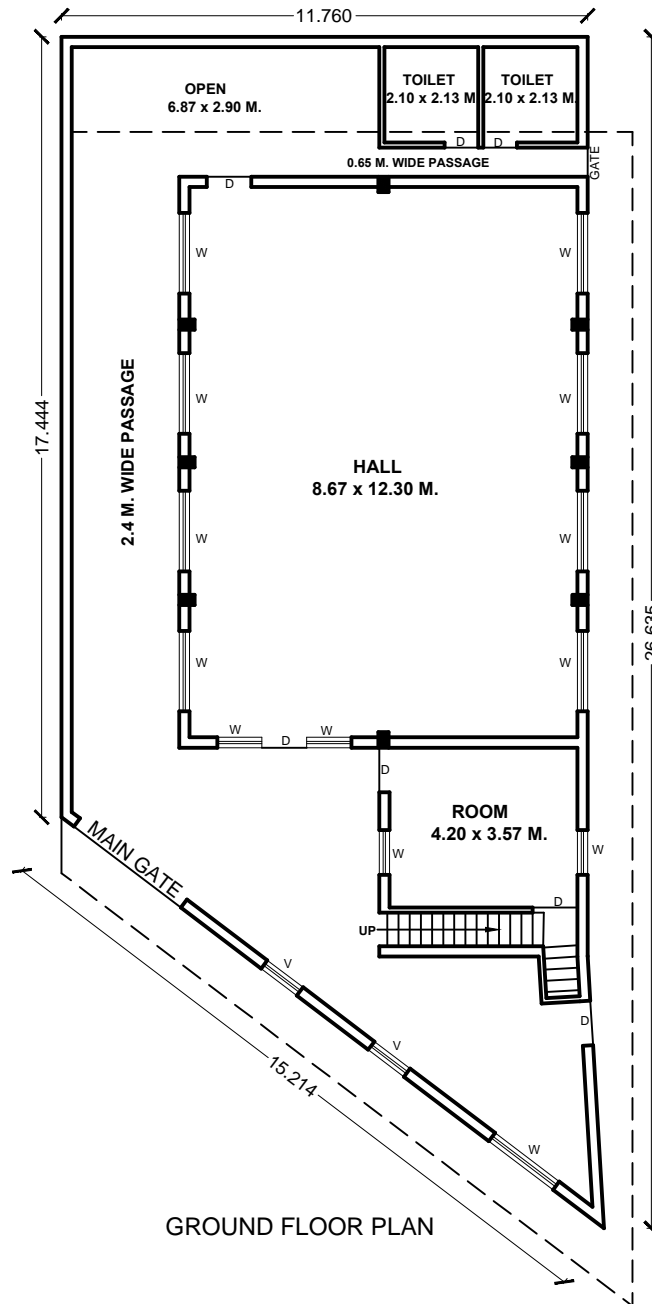 11.760
OPEN
6.87 x 2.90 M.
TOILET
2.10 x 2.13 M.
TOILET
2.10 x 2.13 M.
D
D
0.65 M. WIDE PASSAGE
GATE
D
W
W
17.444
2.4 M. WIDE PASSAGE
W
W
HALL
8.67 x 12.30 M.
W
W
26.635
W
W
W
D
W
D
ROOM
4.20 x 3.57 M.
MAIN GATE
W
W
D
UP
V
D
V
15.214
W
GROUND FLOOR PLAN